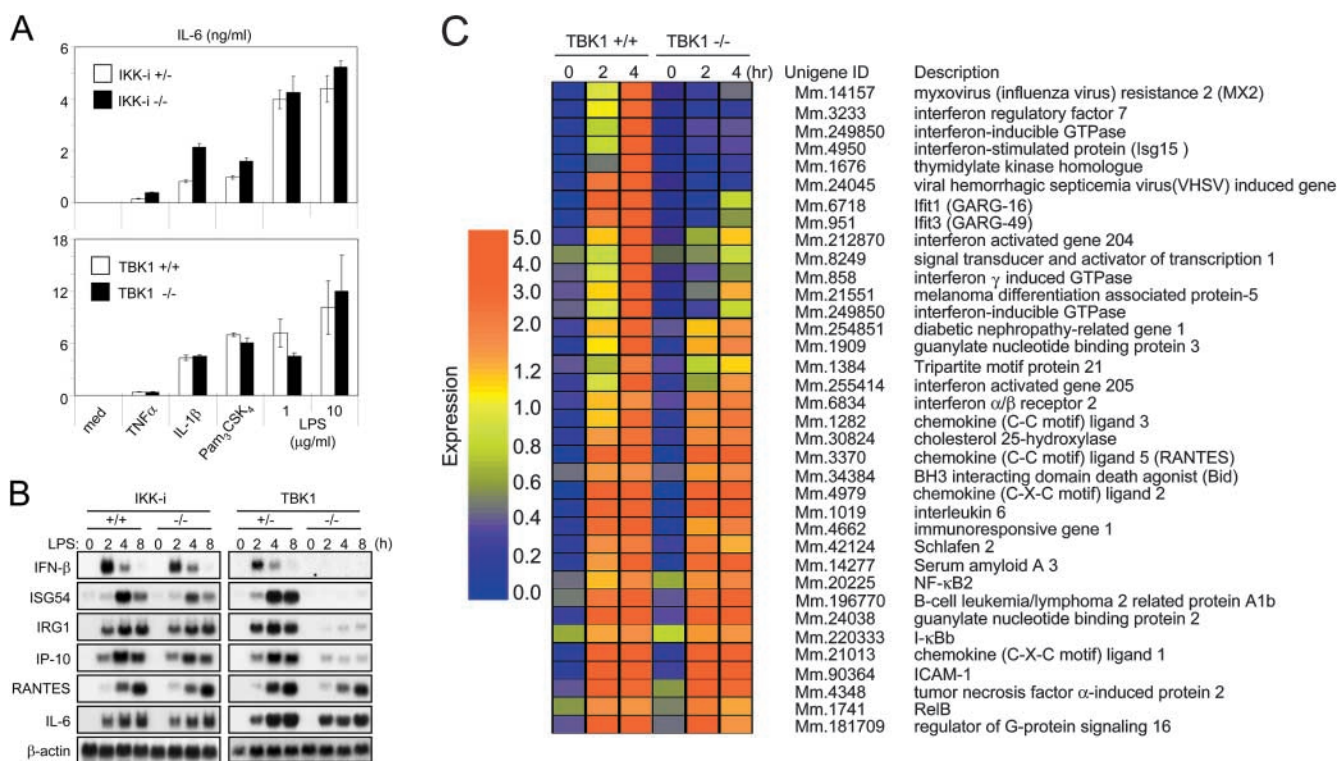 A
IL-6 (ng/ml)
6
4
2
0
IKK-i +/-
IKK-i -/-
18
12
6
0
TBK1 +/+
TBK1 -/-
med
TNFα
IL-1β
Pam3CSK4
1 10
LPS
(μg/ml)
B
IKK-i TBK1
+/+ -/- +/- -/-
LPS: 0 2 4 8 0 2 4 8 0 2 4 8 0 2 4 8 (h)
IFN-β
ISG54
IRG1
IP-10
RANTES
IL-6
β-actin
C
TBK1 +/+ TBK1 -/-
0 2 4 0 2 4 (hr) Unigene ID Description
Mm.14157 myxovirus (influenza virus) resistance 2 (MX2)
Mm.3233 interferon regulatory factor 7
Mm.249850 interferon-inducible GTPase
Mm.4950 interferon-stimulated protein (Isg15 )
Mm.1676 thymidylate kinase homologue
Mm.24045 viral hemorrhagic septicemia virus(VHSV) induced gene
Mm.6718 Ifit1 (GARG-16)
Mm.951 Ifit3 (GARG-49)
Mm.212870 interferon activated gene 204
Mm.8249 signal transducer and activator of transcription 1
Mm.858 interferon γ induced GTPase
Mm.21551 melanoma differentiation associated protein-5
Mm.249850 interferon-inducible GTPase
Mm.254851 diabetic nephropathy-related gene 1
Mm.1909 guanylate nucleotide binding protein 3
Mm.1384 Tripartite motif protein 21
Mm.255414 interferon activated gene 205
Mm.6834 interferon α/β receptor 2
Mm.1282 chemokine (C-C motif) ligand 3
Mm.30824 cholesterol 25-hydroxylase
Mm.3370 chemokine (C-C motif) ligand 5 (RANTES)
Mm.34384 BH3 interacting domain death agonist (Bid)
Mm.4979 chemokine (C-X-C motif) ligand 2
Mm.1019 interleukin 6
Mm.4662 immunoresponsive gene 1
Mm.42124 Schlafen 2
Mm.14277 Serum amyloid A 3
Mm.20225 NF-κB2
Mm.196770 B-cell leukemia/lymphoma 2 related protein A1b
Mm.24038 guanylate nucleotide binding protein 2
Mm.220333 I-κBb
Mm.21013 chemokine (C-X-C motif) ligand 1
Mm.90364 ICAM-1
Mm.4348 tumor necrosis factor α-induced protein 2
Mm.1741 RelB
Mm.181709 regulator of G-protein signaling 16
Expression
5.0
4.0
3.0
2.0
1.2
1.0
0.8
0.6
0.4
0.2
0.0